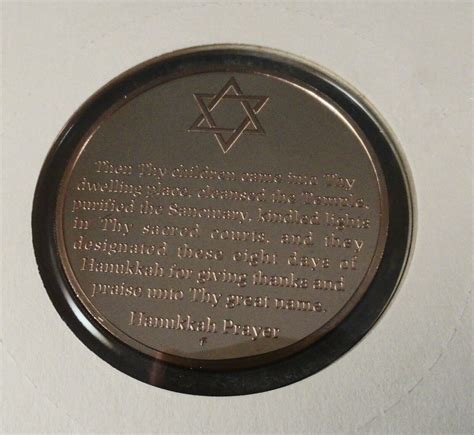 Then Thy children came into Thy
dwelling place, cleansed the Temple,
purified the Sanctuary, kindled lights
in Thy sacred courts, and they
designated these eight days of
Hanukkah for giving thanks and
praise unto Thy great name.
Hanukkah Prayer